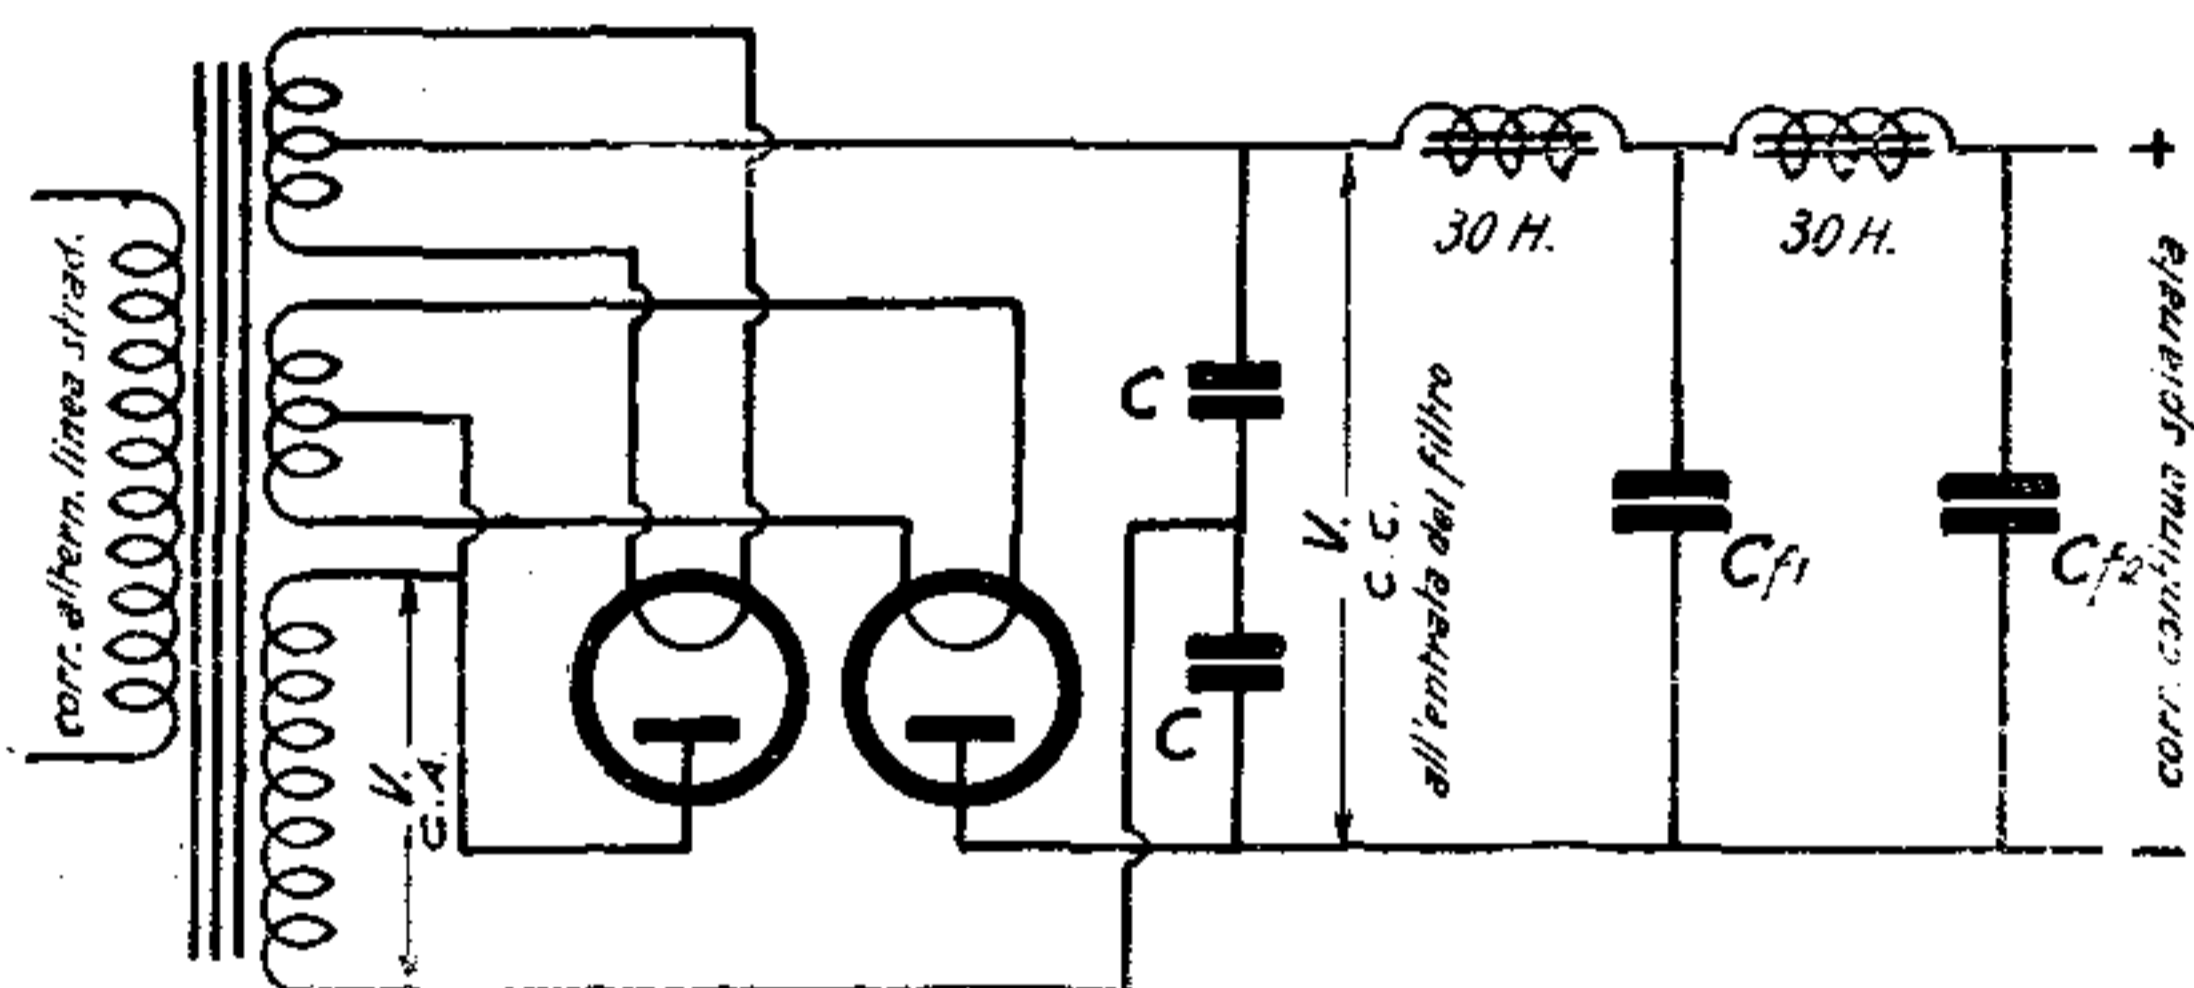 corr. altern. linea strad.
V.
C.A.
C
C
V.
C.C.
all'entrata del filtro
30 H.
30 H.
Cf1
Cf2
+
−
corr. continua spianata